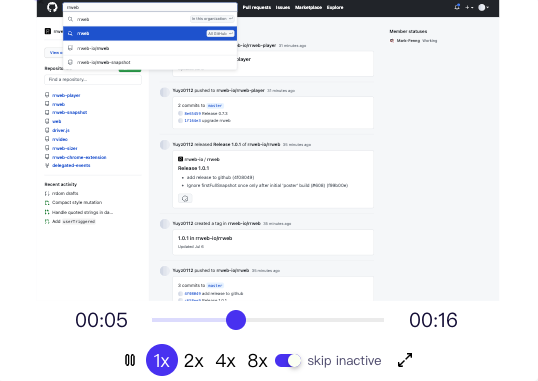 rrweb
Pull requests Issues Marketplace Explore
rrweb In this organization
rrweb All GitHub
rrweb-io/rrweb
rrweb-io/rrweb-snapshot
Find a repository...
rrweb-player
rrweb
rrweb-snapshot
web
driver.js
rrvideo
rrweb-sizer
rrweb-chrome-extension
delegated-events
Recent activity
rrdom drafts
Compact style mutation
Handle quoted strings in da...
Add userTriggered
rrweb-io/rrweb-player 31 minutes ago
Yuyz0112 pushed to rrweb-io/rrweb-player 31 minutes ago
2 commits to master
Release 0.7.3
upgrade rrweb
Yuyz0112 released Release 1.0.1 of rrweb-io/rrweb 35 minutes ago
rrweb-io / rrweb
Release 1.0.1
add release to github
ignore firstFullSnapshot once only after initial "poster" build (#606)
Yuyz0112 created a tag in rrweb-io/rrweb 35 minutes ago
1.0.1 in rrweb-io/rrweb
Updated Jul 8
Yuyz0112 pushed to rrweb-io/rrweb 35 minutes ago
3 commits to master
add release to github
Release 1.0.1
Member statuses
Working
00:05
00:16
1x 2x 4x 8x skip inactive